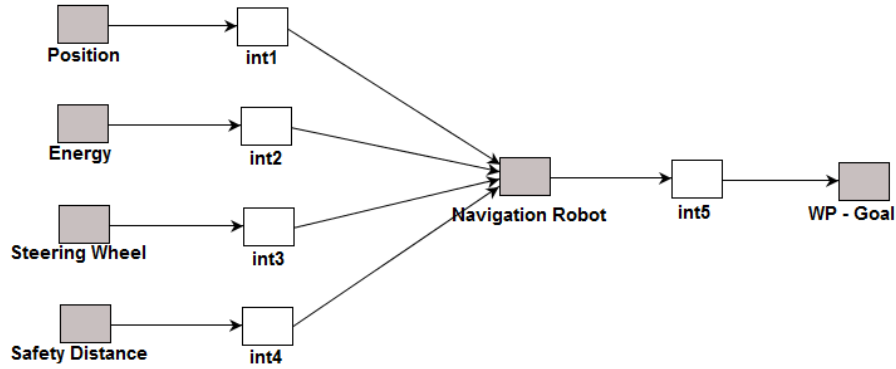 Position
int1
Energy
int2
Navigation Robot
int5
WP - Goal
Steering Wheel
int3
Safety Distance
int4